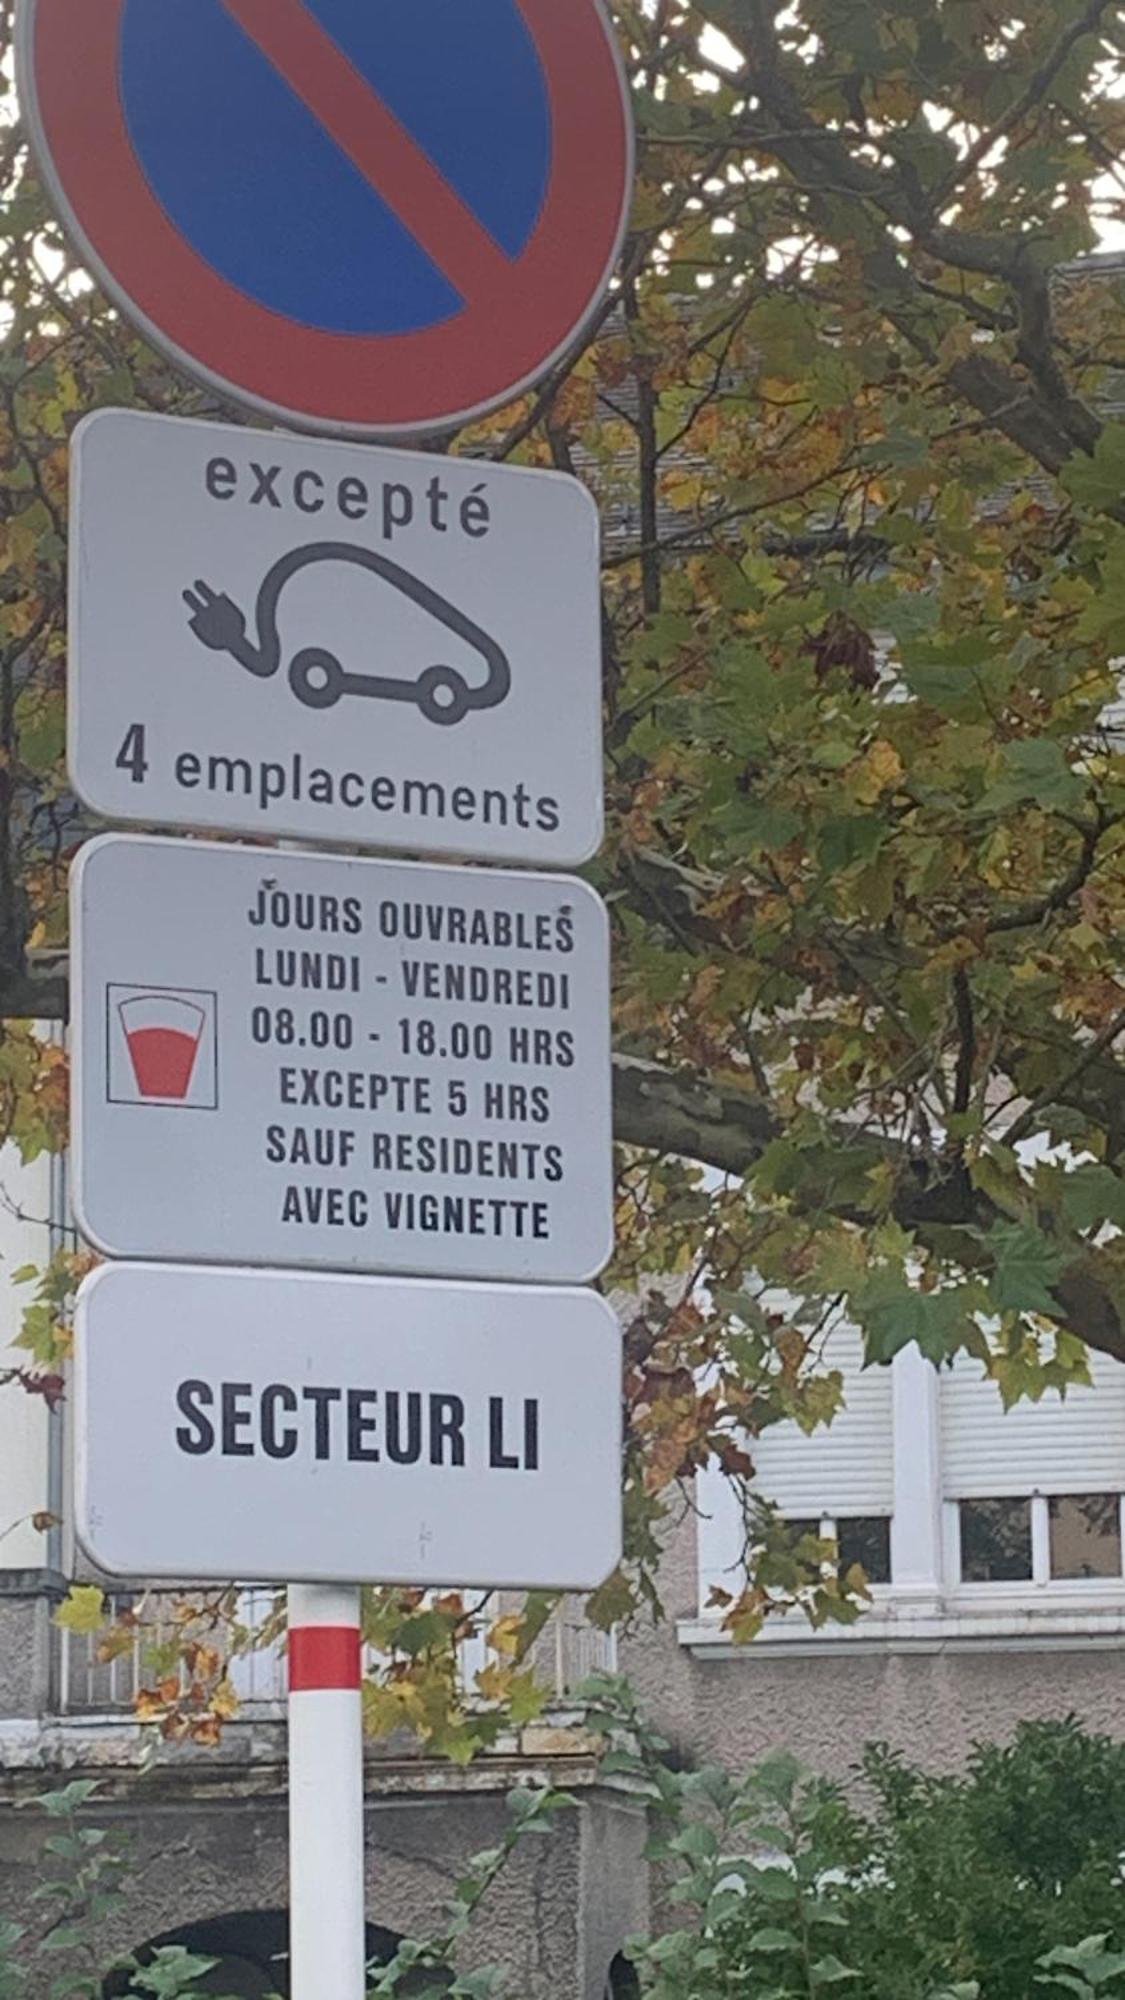 excepté
4 emplacements
JOURS OUVRABLES
LUNDI - VENDREDI
08.00 - 18.00 HRS
EXCEPTE 5 HRS
SAUF RESIDENTS
AVEC VIGNETTE
SECTEUR LI